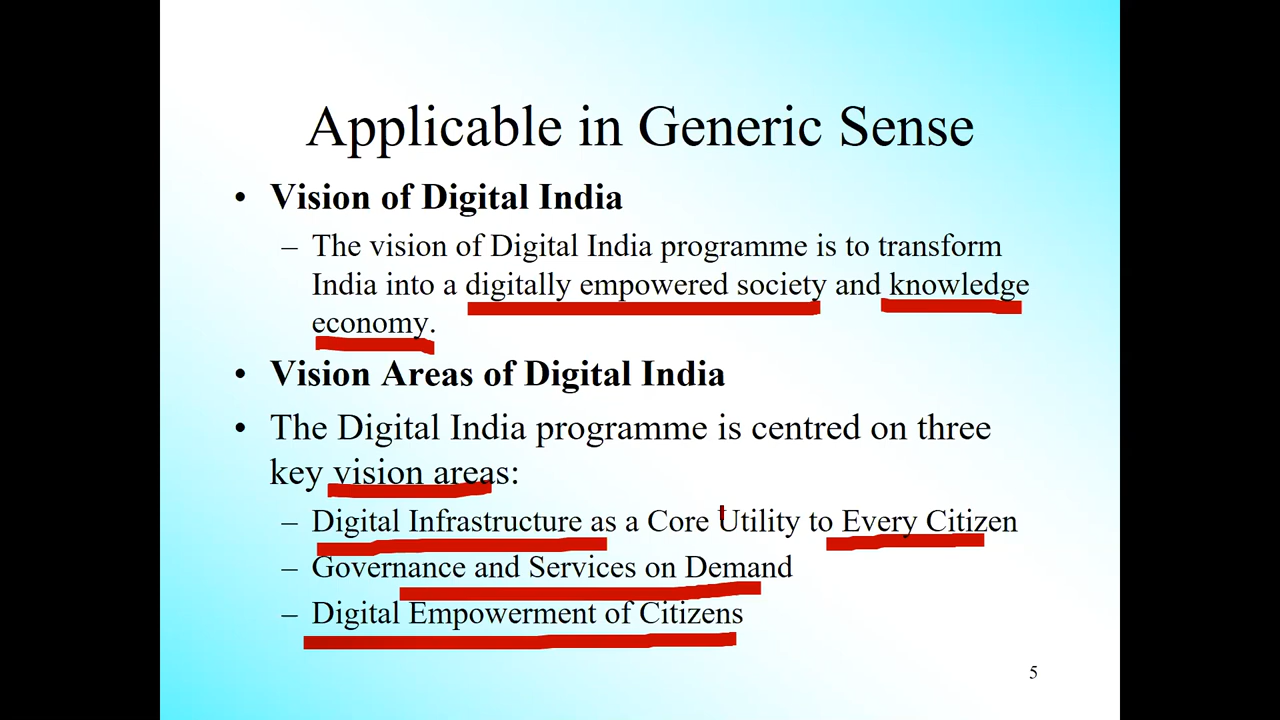 Applicable in Generic Sense
• Vision of Digital India
– The vision of Digital India programme is to transform
India into a digitally empowered society and knowledge
economy.
• Vision Areas of Digital India
• The Digital India programme is centred on three
key vision areas:
– Digital Infrastructure as a Core Utility to Every Citizen
– Governance and Services on Demand
– Digital Empowerment of Citizens
5